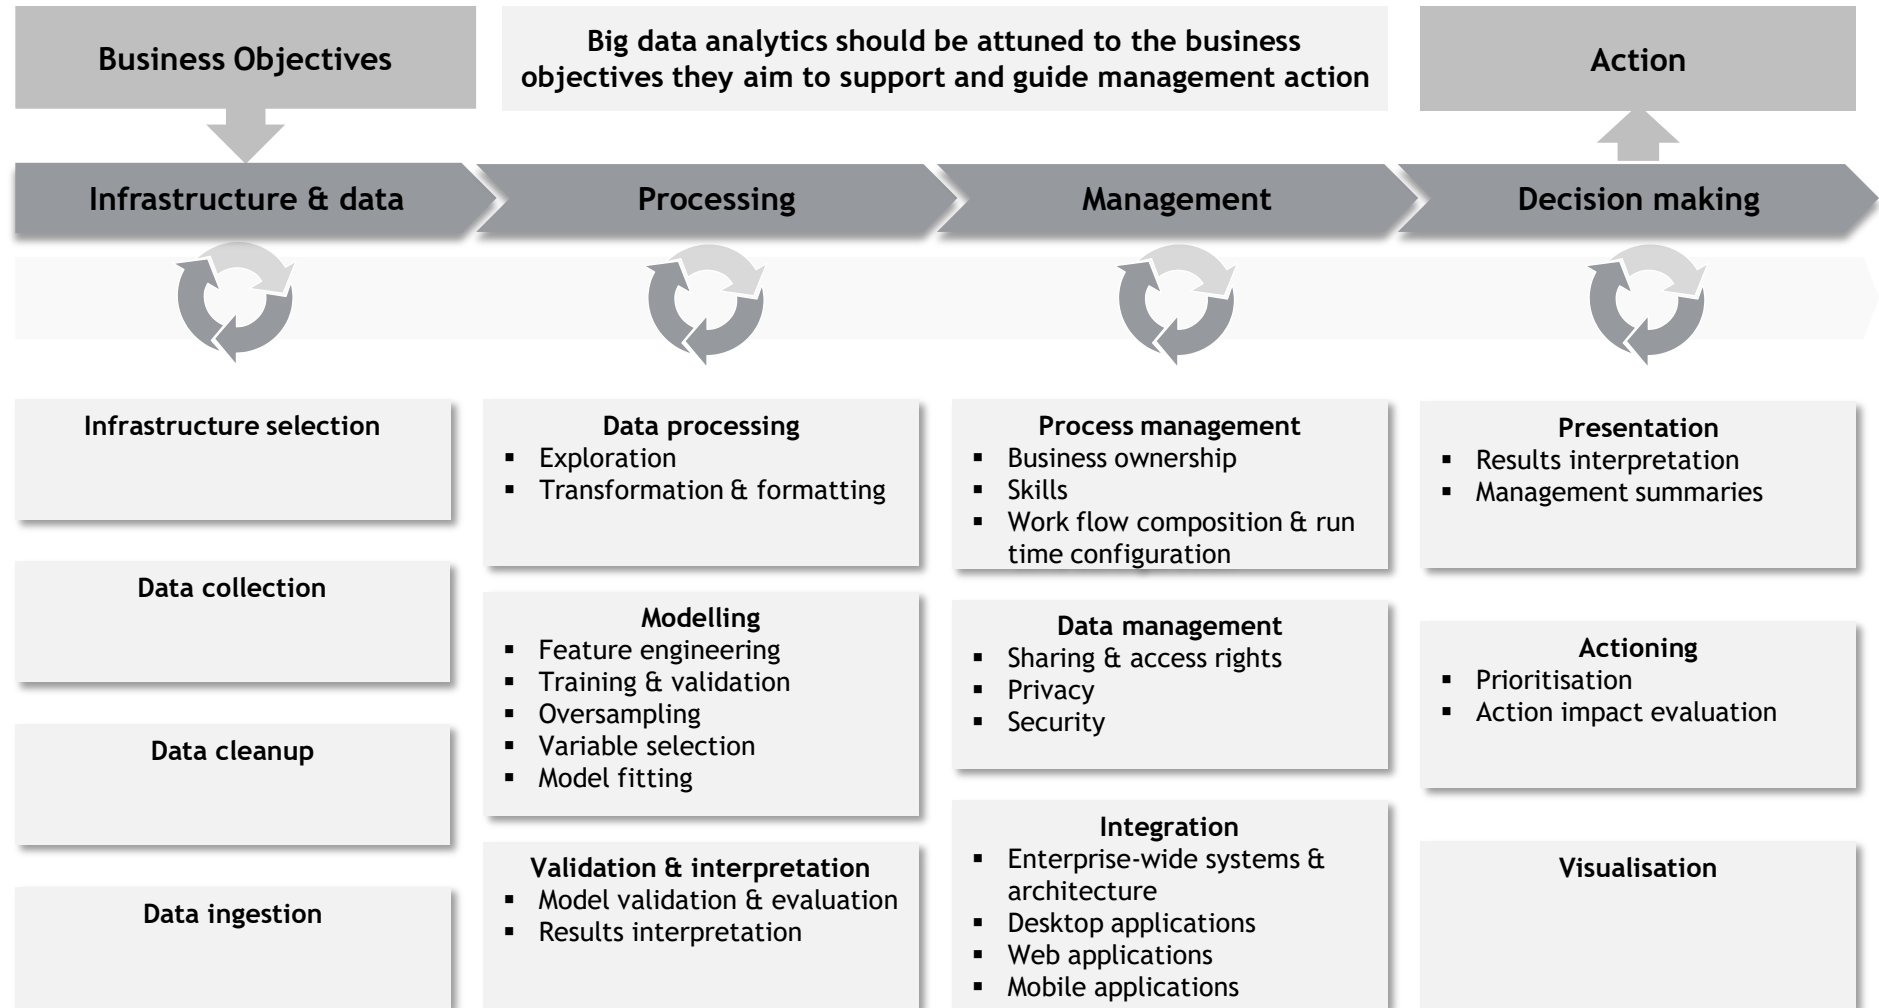 Business Objectives
Big data analytics should be attuned to the business
objectives they aim to support and guide management action
Action
Infrastructure & data
Processing
Management
Decision making
Infrastructure selection
Data collection
Data cleanup
Data ingestion
Data processing
▪ Exploration
▪ Transformation & formatting
Modelling
▪ Feature engineering
▪ Training & validation
▪ Oversampling
▪ Variable selection
▪ Model fitting
Validation & interpretation
▪ Model validation & evaluation
▪ Results interpretation
Process management
▪ Business ownership
▪ Skills
▪ Work flow composition & run
time configuration
Data management
▪ Sharing & access rights
▪ Privacy
▪ Security
Integration
▪ Enterprise-wide systems &
architecture
▪ Desktop applications
▪ Web applications
▪ Mobile applications
Presentation
▪ Results interpretation
▪ Management summaries
Actioning
▪ Prioritisation
▪ Action impact evaluation
Visualisation